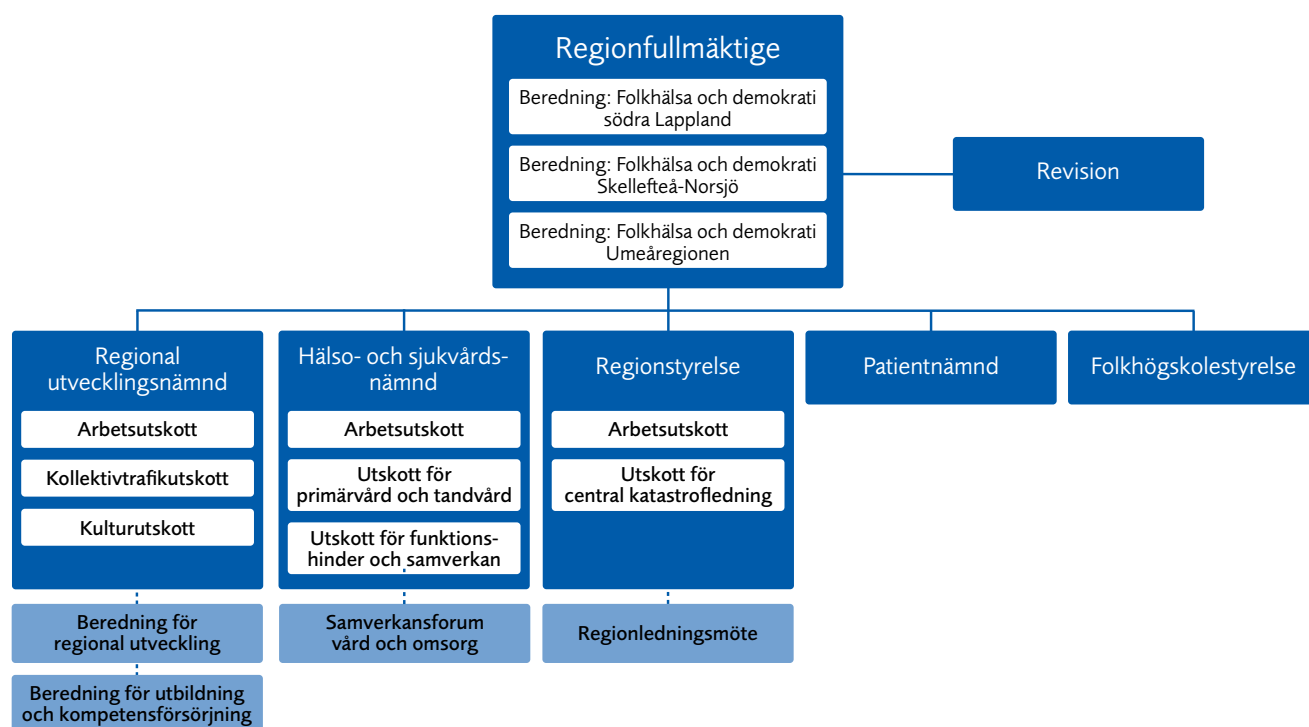 Regionfullmäktige
Beredning: Folkhälsa och demokrati
södra Lappland
Beredning: Folkhälsa och demokrati
Skellefteå-Norsjö
Beredning: Folkhälsa och demokrati
Umeåregionen
Revision
Regional
utvecklingsnämnd
Arbetsutskott
Kollektivtrafikutskott
Kulturutskott
Beredning för
regional utveckling
Beredning för utbildning
och kompetensförsörjning
Hälso- och sjukvårds-
nämnd
Arbetsutskott
Utskott för
primärvård och tandvård
Utskott för funktions-
hinder och samverkan
Samverkansforum
vård och omsorg
Regionstyrelse
Arbetsutskott
Utskott för
central katastrofledning
Regionledningsmöte
Patientnämnd
Folkhögskolestyrelse